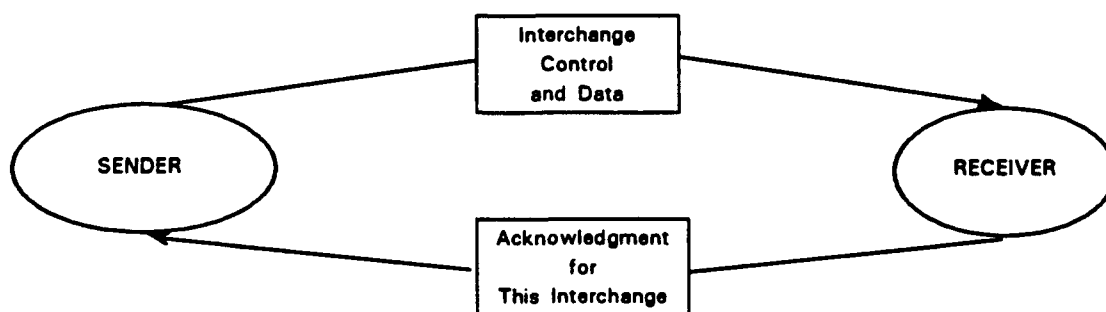 Interchange
Control
and Data
SENDER
RECEIVER
Acknowledgment
for
This Interchange